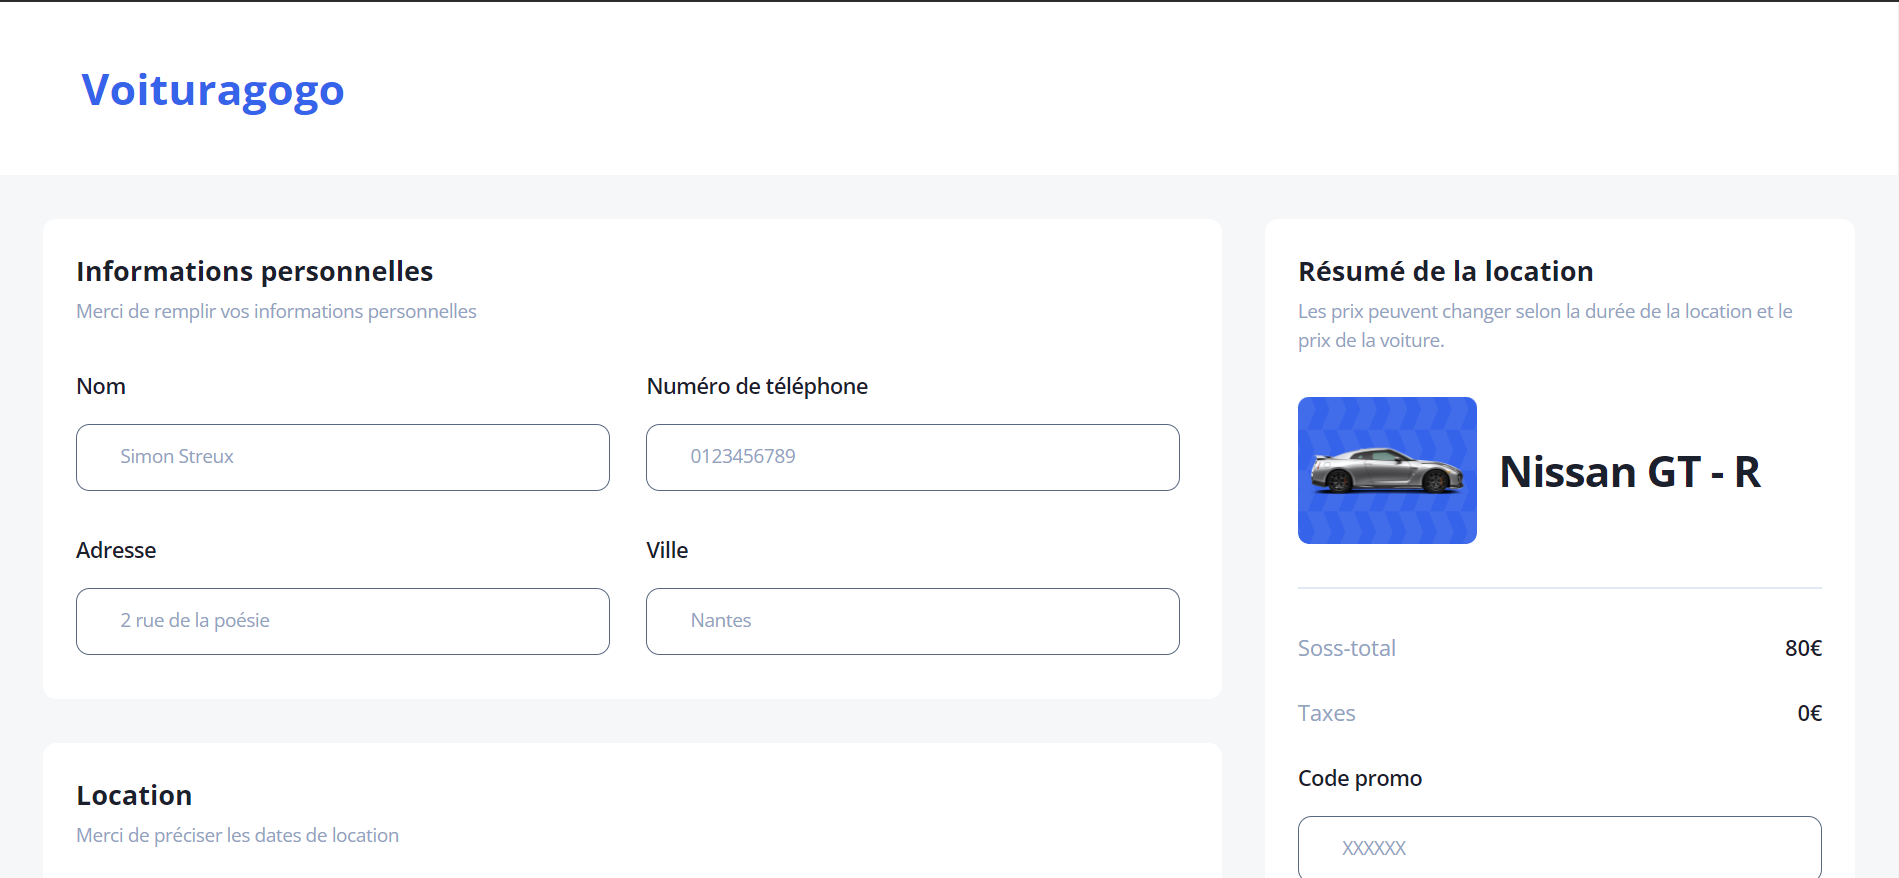 Voituragogo
Informations personnelles
Merci de remplir vos informations personnelles
Nom
Numéro de téléphone
Simon Streux
0123456789
Adresse
Ville
2 rue de la poésie
Nantes
Location
Merci de préciser les dates de location
Résumé de la location
Les prix peuvent changer selon la durée de la location et le
prix de la voiture.
Nissan GT - R
Soss-total 80€
Taxes 0€
Code promo
XXXXXX